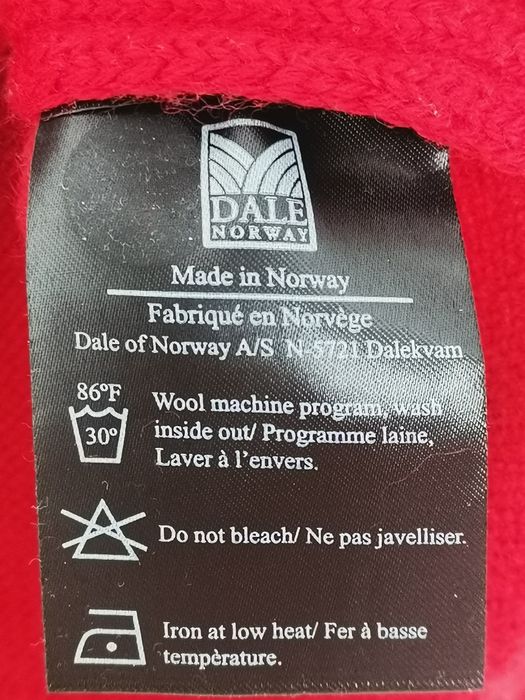 DALE
NORWAY
Made in Norway
Fabriqué en Norvège
Dale of Norway A/S N-5721 Dalekvam
86°F
30°
Wool machine program, wash
inside out/ Programme laine,
Laver à l'envers.
Do not bleach/ Ne pas javelliser.
Iron at low heat/ Fer à basse
tempèrature.